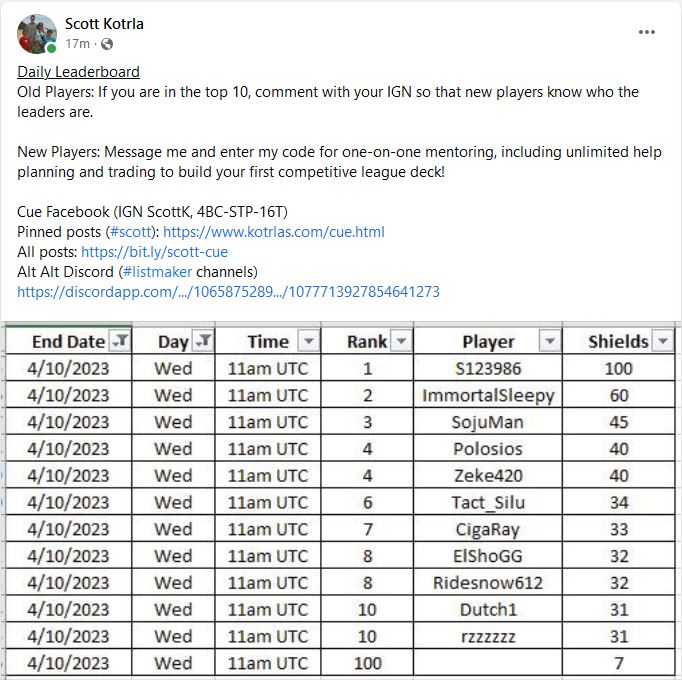 Scott Kotrla
17m ·
Daily Leaderboard
Old Players: If you are in the top 10, comment with your IGN so that new players know who the
leaders are.
New Players: Message me and enter my code for one-on-one mentoring, including unlimited help
planning and trading to build your first competitive league deck!
Cue Facebook (IGN ScottK, 4BC-STP-16T)
Pinned posts (#scott): https://www.kotrlas.com/cue.html
All posts: https://bit.ly/scott-cue
Alt Alt Discord (#listmaker channels)
https://discordapp.com/.../1065875289.../1077713927854641273
End Date Day Time Rank Player Shields
4/10/2023 Wed 11am UTC 1 S123986 100
4/10/2023 Wed 11am UTC 2 ImmortalSleepy 60
4/10/2023 Wed 11am UTC 3 SojuMan 45
4/10/2023 Wed 11am UTC 4 Polosios 40
4/10/2023 Wed 11am UTC 4 Zeke420 40
4/10/2023 Wed 11am UTC 6 Tact_Silu 34
4/10/2023 Wed 11am UTC 7 CigaRay 33
4/10/2023 Wed 11am UTC 8 ElShoGG 32
4/10/2023 Wed 11am UTC 8 Ridesnow612 32
4/10/2023 Wed 11am UTC 10 Dutch1 31
4/10/2023 Wed 11am UTC 10 rzzzzzz 31
4/10/2023 Wed 11am UTC 100 7